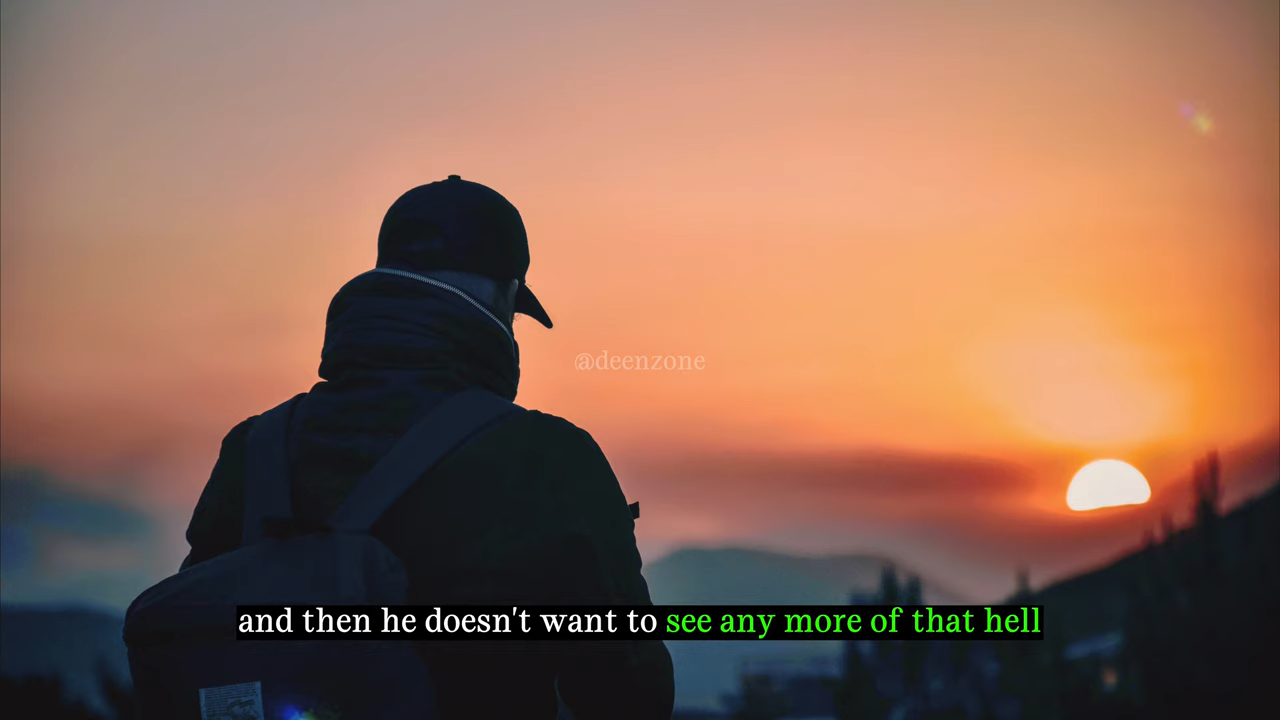 @deenzone
and then he doesn't want to see any more of that hell